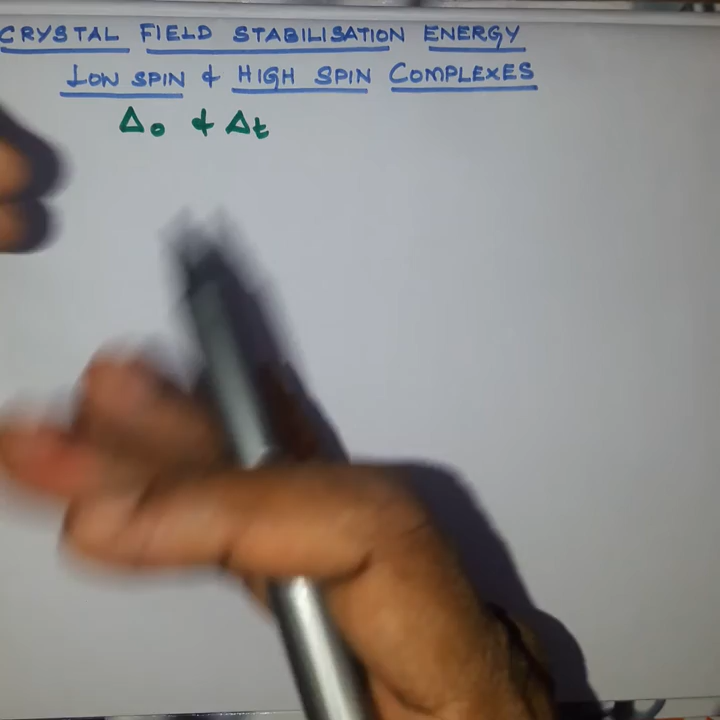 CRYSTAL FIELD STABILISATION ENERGY
LOW SPIN & HIGH SPIN COMPLEXES
Δo & Δt